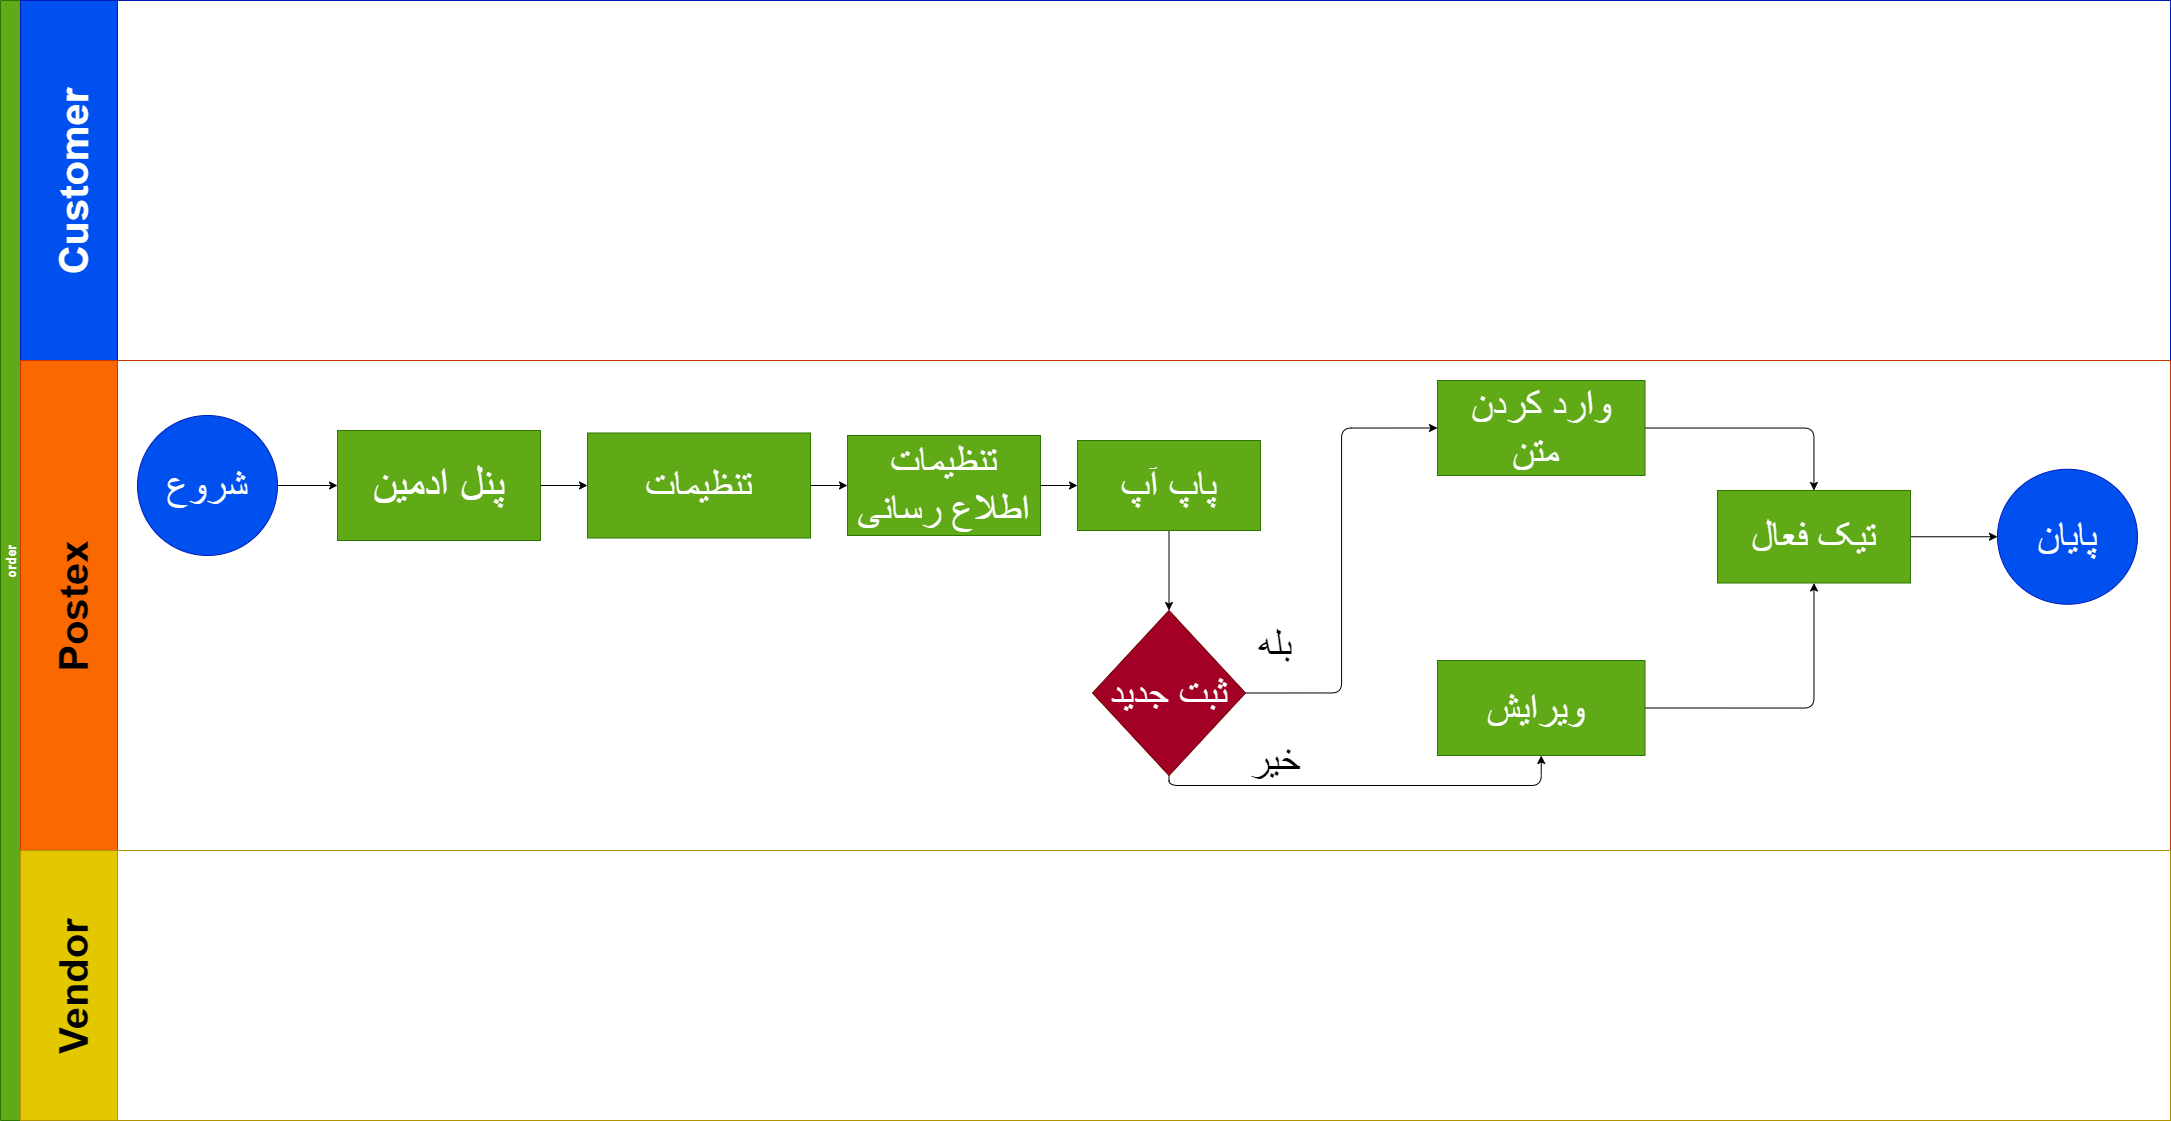 order
Customer
Postex
Vendor
شروع
پنل ادمین
تنظیمات
تنظیمات
اطلاع رسانی
پاپ آپ
ثبت جدید
بله
خیر
وارد کردن
متن
ویرایش
تیک فعال
پایان